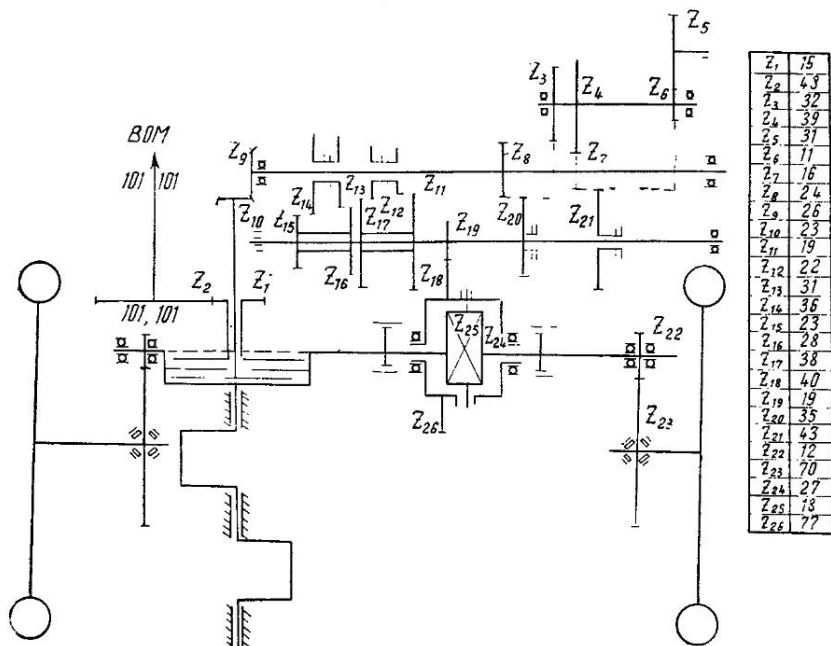 Z5
Z3
Z4
Z6
ВОМ
Z9
Z8
Z7
101 101
Z13
Z11
Z14
Z12
Z10
Z15
Z17
Z19
Z20
Z21
Z16
Z18
Z2
Z1
101, 101
Z25
Z24
Z22
Z26
Z23
Z1 15
Z2 43
Z3 32
Z4 39
Z5 31
Z6 11
Z7 16
Z8 24
Z9 26
Z10 23
Z11 19
Z12 22
Z13 31
Z14 36
Z15 23
Z16 28
Z17 38
Z18 40
Z19 19
Z20 35
Z21 43
Z22 12
Z23 70
Z24 27
Z25 18
Z26 77